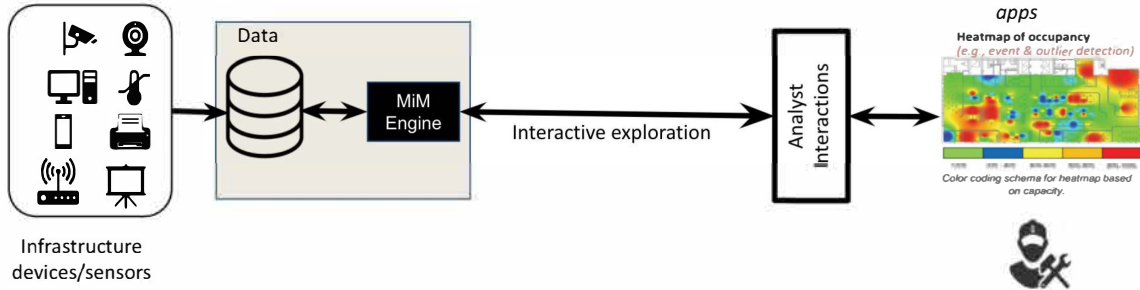 Infrastructure
devices/sensors
Data
MiM
Engine
Interactive exploration
Analyst
Interactions
apps
Heatmap of occupancy
(e.g., event & outlier detection)
Color coding schema for heatmap based
on capacity.